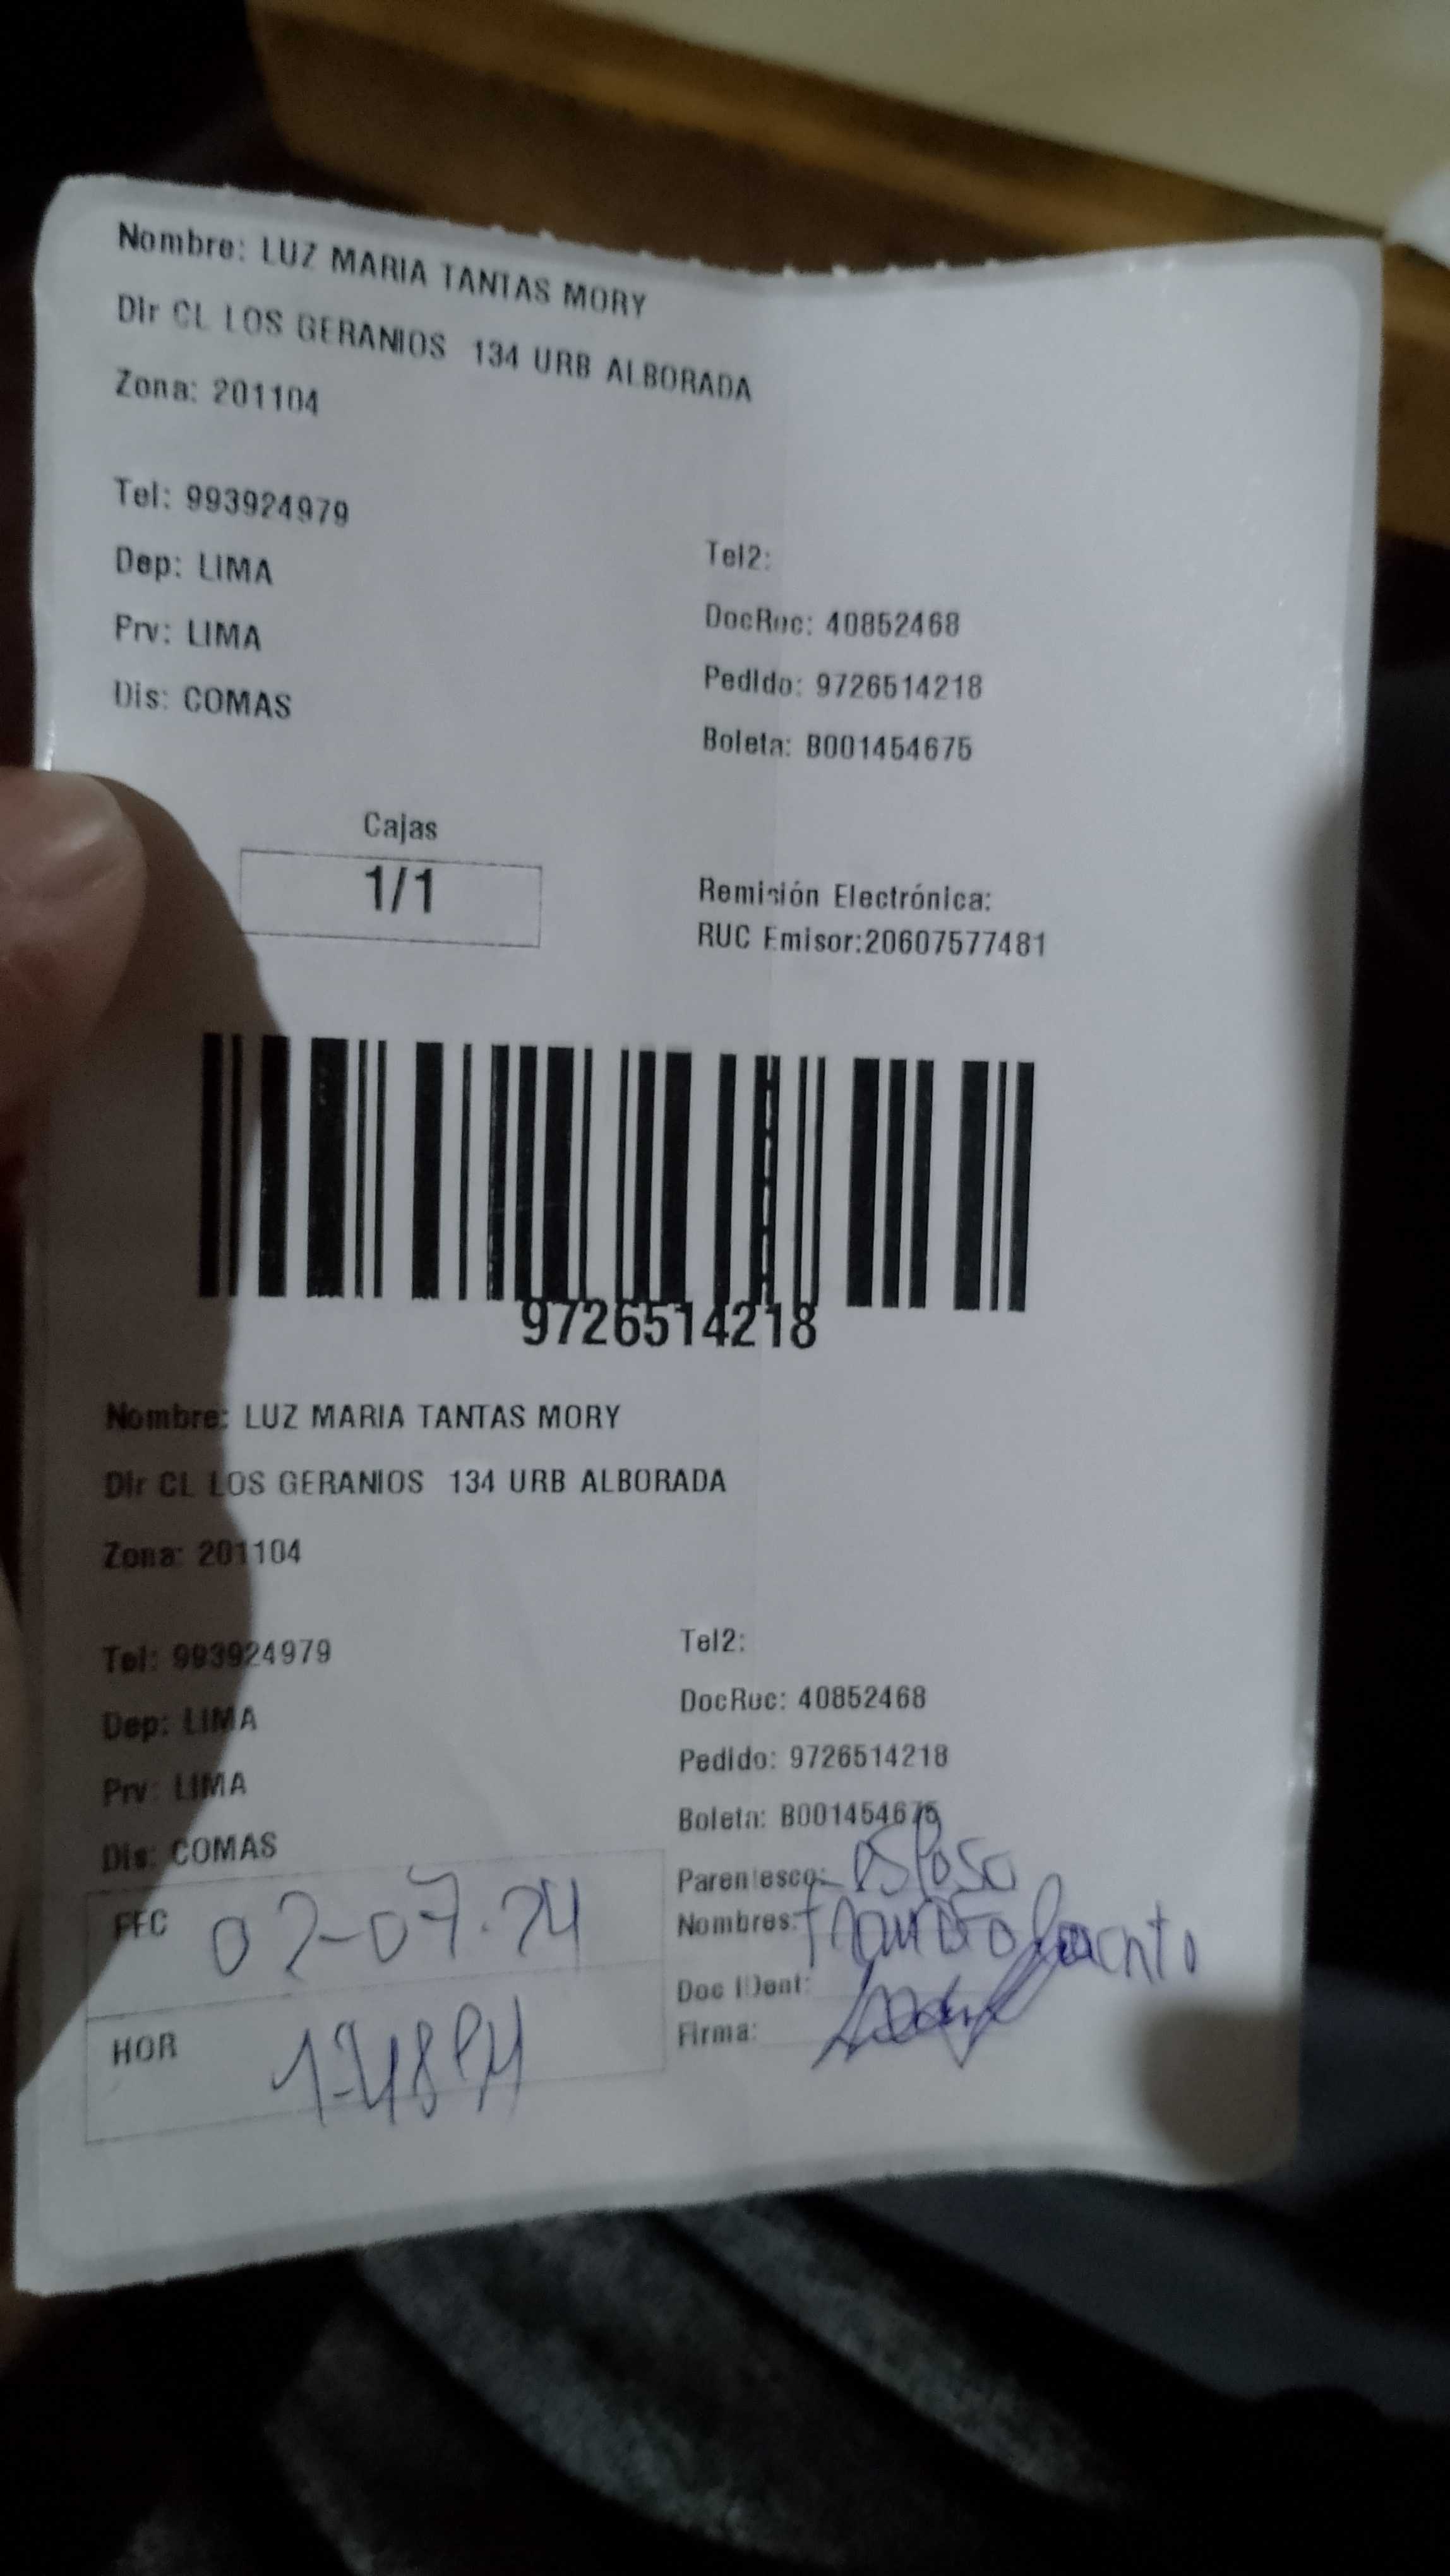 Nombre: LUZ MARIA TANTAS MORY
Dir CL LOS GERANIOS 134 URB ALBORADA
Zona: 201104
Tel: 993924979
Tel2:
Dep: LIMA
DocRuc: 40852468
Prv: LIMA
Pedido: 9726514218
Dis: COMAS
Boleta: B001454675
Cajas
1/1
Remisión Electrónica:
RUC Emisor:20607577481
9726514218
Nombre: LUZ MARIA TANTAS MORY
Dir CL LOS GERANIOS 134 URB ALBORADA
Zona: 201104
Tel: 993924979
Tel2:
Dep: LIMA
DocRuc: 40852468
Prv: LIMA
Pedido: 9726514218
Dis: COMAS
Boleta: B001454675
Parentesco: esposo
FEC 02-07-24
Nombres:
Doc IDent:
Firma:
HOR